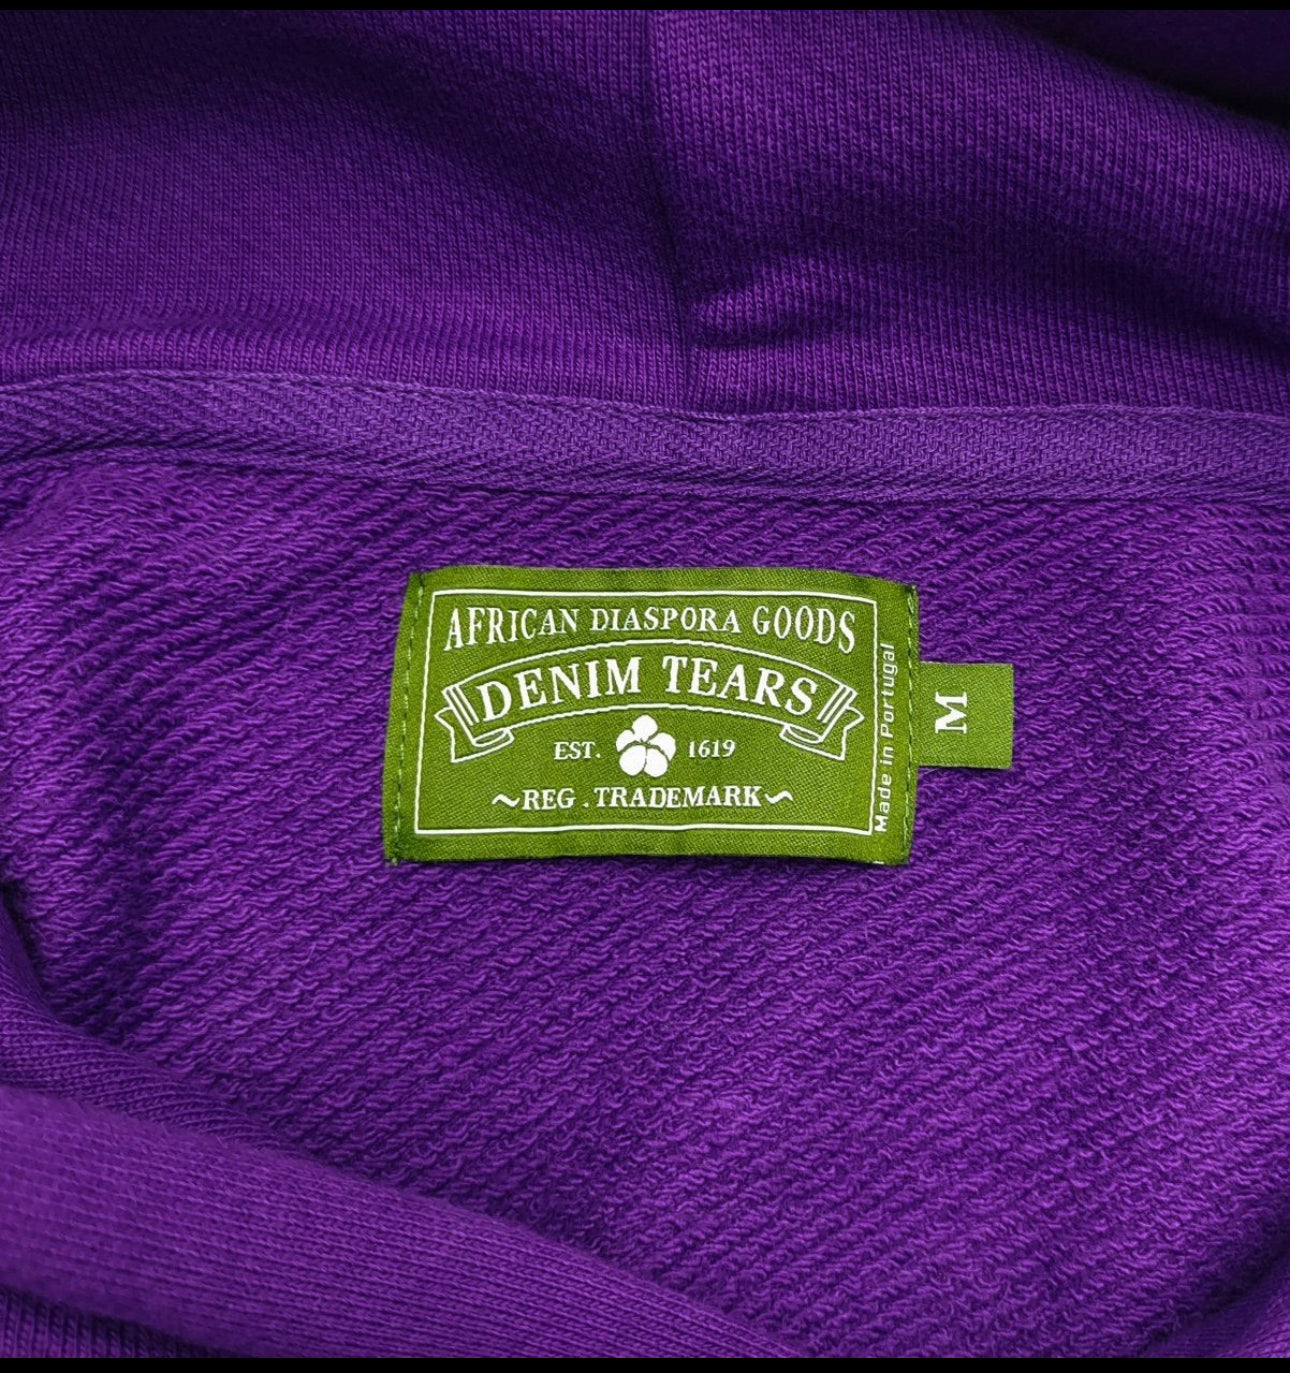 AFRICAN DIASPORA GOODS
DENIM TEARS
EST. 1619
~REG . TRADEMARK~
Made in Portugal
M